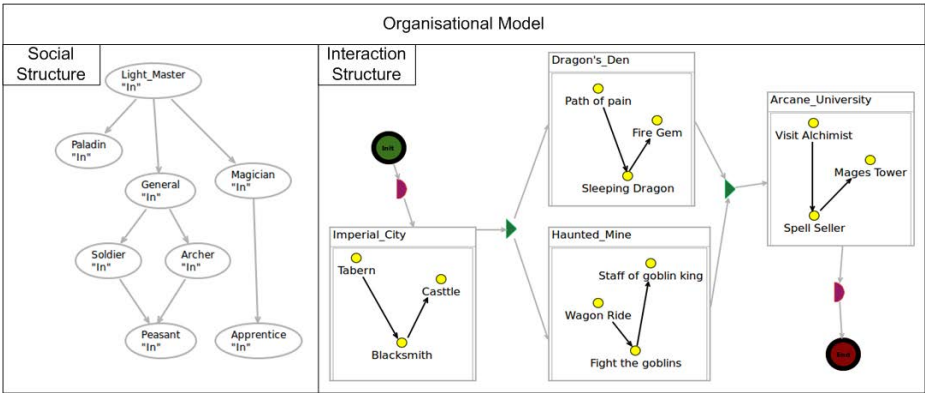 Organisational Model
Social
Structure
Light_Master
"In"
Paladin
"In"
General
"In"
Magician
"In"
Soldier
"In"
Archer
"In"
Peasant
"In"
Apprentice
"In"
Interaction
Structure
Init
Imperial_City
Tabern
Casttle
Blacksmith
Dragon's_Den
Path of pain
Fire Gem
Sleeping Dragon
Haunted_Mine
Staff of goblin king
Wagon Ride
Fight the goblins
Arcane_University
Visit Alchimist
Mages Tower
Spell Seller